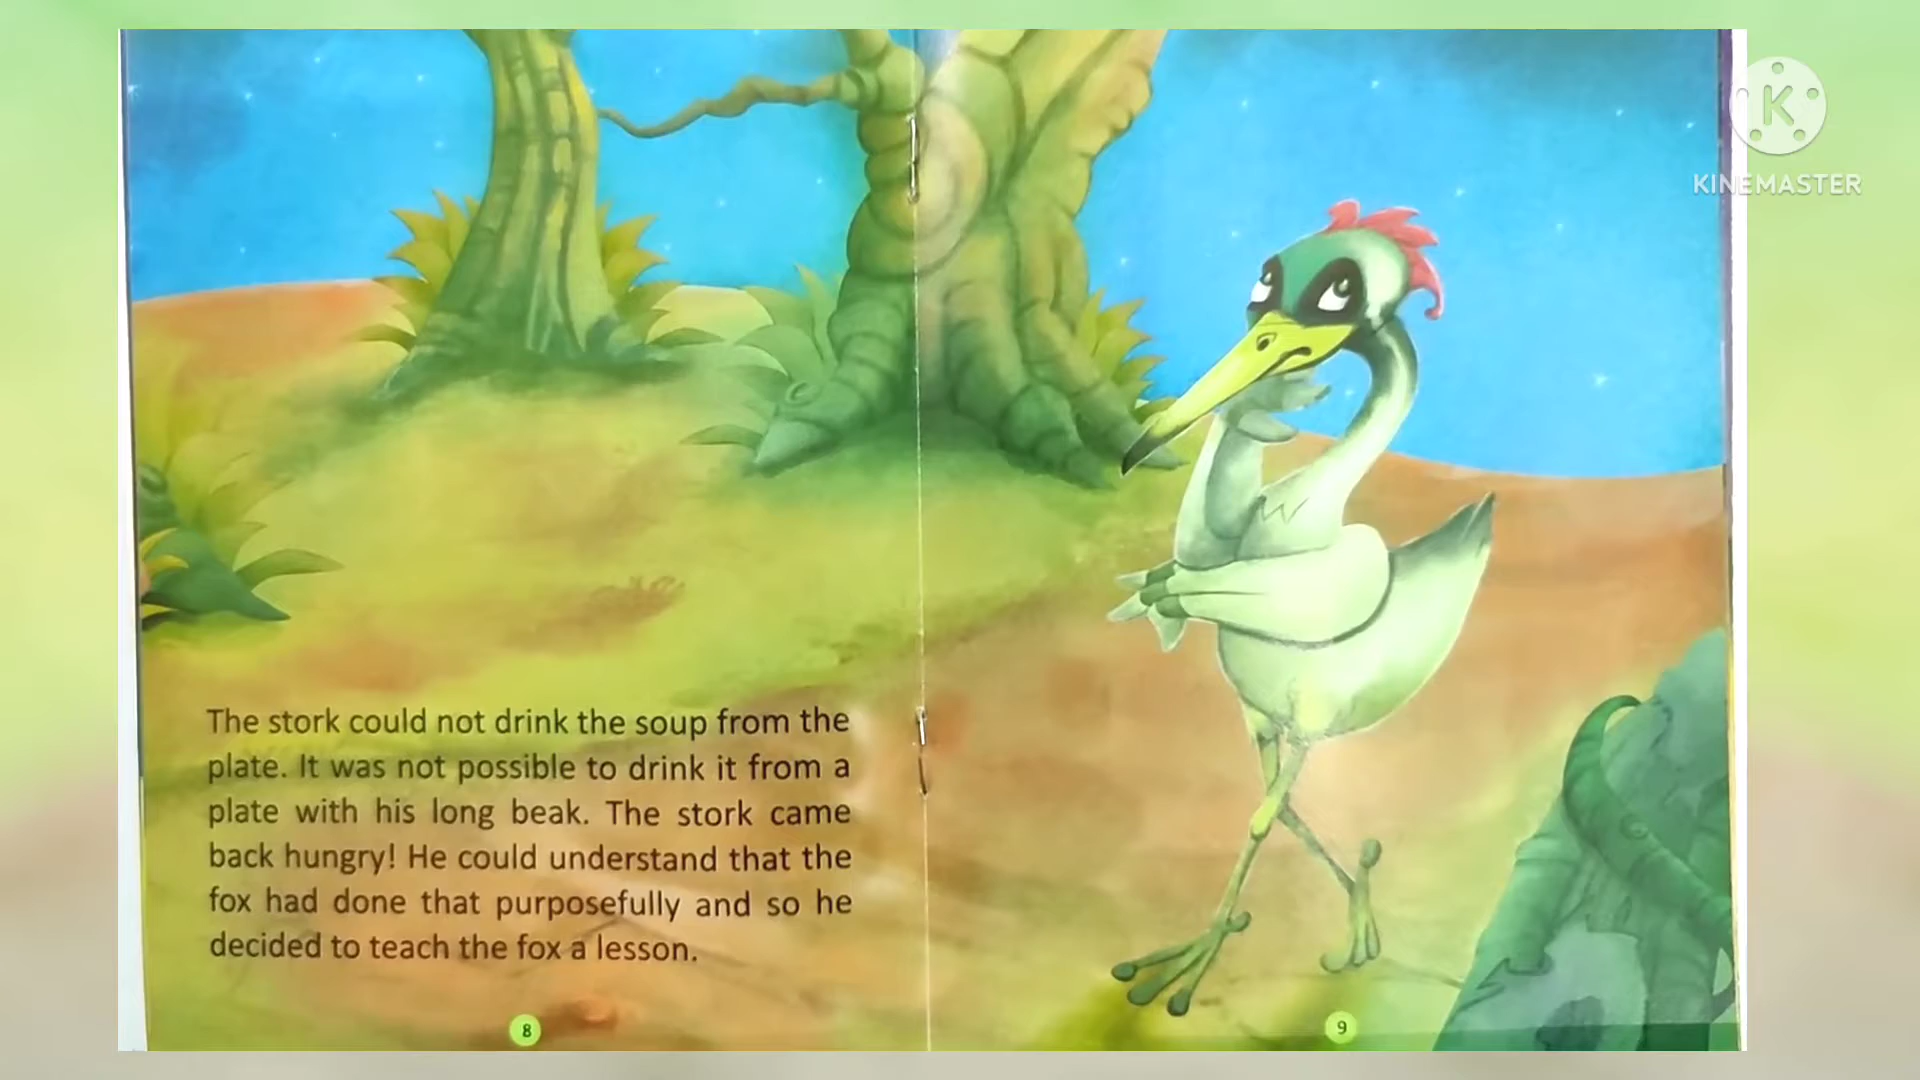 KINEMASTER
The stork could not drink the soup from the
plate. It was not possible to drink it from a
plate with his long beak. The stork came
back hungry! He could understand that the
fox had done that purposefully and so he
decided to teach the fox a lesson.
8
9